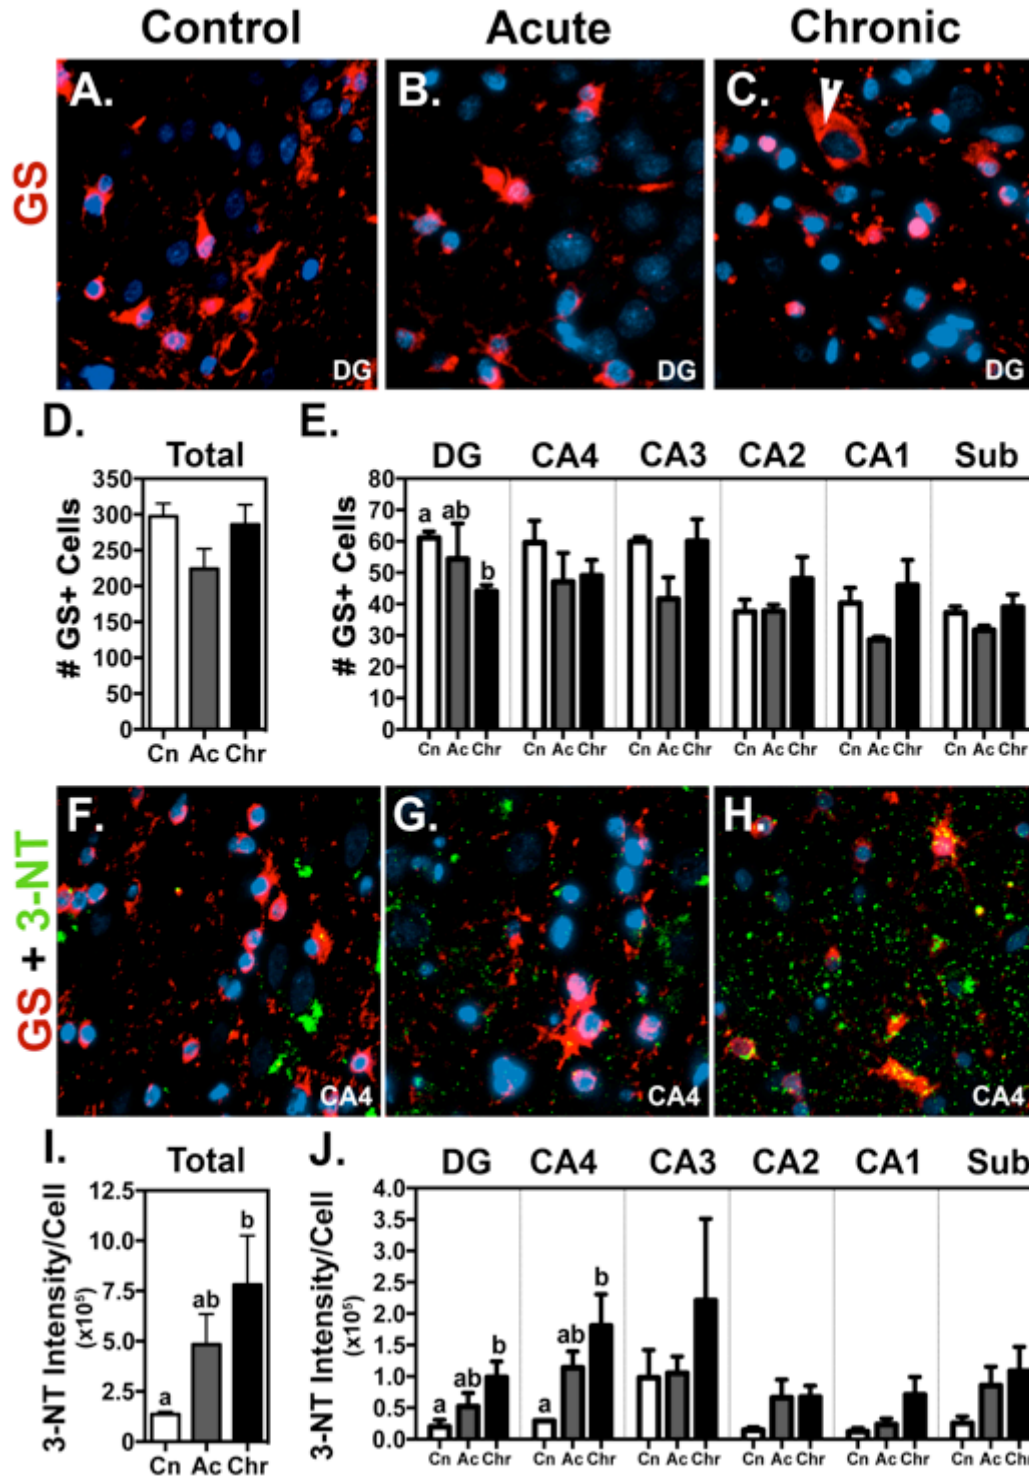 Control Acute Chronic
GS
A. B. C.
DG DG DG
D. E.
Total
# GS+ Cells
350
300
250
200
150
100
50
0
Cn Ac Chr
DG CA4 CA3 CA2 CA1 Sub
# GS+ Cells
80
70
60
50
40
30
20
10
0
a ab b
Cn Ac Chr Cn Ac Chr Cn Ac Chr Cn Ac Chr Cn Ac Chr Cn Ac Chr
GS + 3-NT
F. G. H.
CA4 CA4 CA4
I. J.
Total
3-NT Intensity/Cell
(x10⁵)
12.5
10.0
7.5
5.0
2.5
0
a ab b
Cn Ac Chr
DG CA4 CA3 CA2 CA1 Sub
3-NT Intensity/Cell
(x10⁵)
4.0
3.5
3.0
2.5
2.0
1.5
1.0
0.5
0.0
a ab b a ab b
Cn Ac Chr Cn Ac Chr Cn Ac Chr Cn Ac Chr Cn Ac Chr Cn Ac Chr